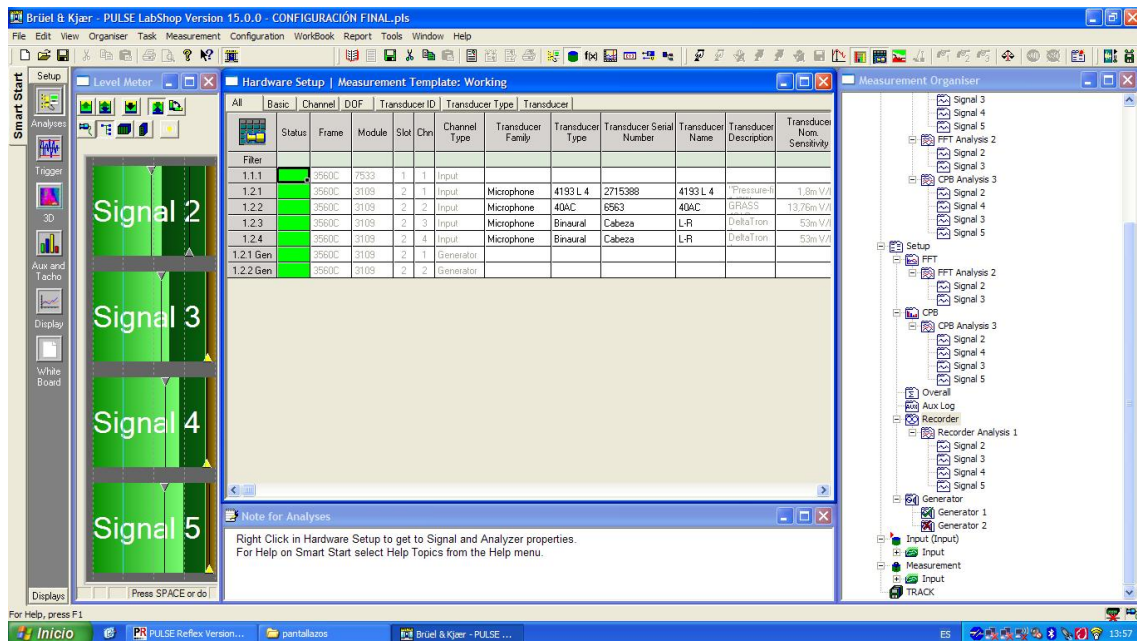 Brüel & Kjær - PULSE LabShop Version 15.0.0 - CONFIGURACIÓN FINAL.pls
File Edit View Organiser Task Measurement Configuration WorkBook Report Tools Window Help
Smart Start
Setup
Analyses
Trigger
3D
Aux and
Tacho
Display
White
Board
Displays
Level Meter
Signal 2
Signal 3
Signal 4
Signal 5
Press SPACE or do
Hardware Setup | Measurement Template: Working
All Basic Channel DOF Transducer ID Transducer Type Transducer
Status Frame Module Slot Chn Channel Type Transducer Family Transducer Type Transducer Serial Number Transducer Name Transducer Description Transducer Nom. Sensitivity
Filter
1.1.1 3560C 7533 1 1 Input
1.2.1 3560C 3109 2 1 Input Microphone 4193 L 4 2715388 4193 L 4 "Pressure-fi 1,8m V/
1.2.2 3560C 3109 2 2 Input Microphone 40AC 6563 40AC GRASS 13,76m V/
1.2.3 3560C 3109 2 3 Input Microphone Binaural Cabeza L-R DeltaTron 53m V/
1.2.4 3560C 3109 2 4 Input Microphone Binaural Cabeza L-R DeltaTron 53m V/
1.2.1 Gen 3560C 3109 2 1 Generator
1.2.2 Gen 3560C 3109 2 2 Generator
Note for Analyses
Right Click in Hardware Setup to get to Signal and Analyzer properties.
For Help on Smart Start select Help Topics from the Help menu.
Measurement Organiser
Signal 3
Signal 4
Signal 5
FFT Analysis 2
Signal 2
Signal 3
CPB Analysis 3
Signal 2
Signal 4
Signal 3
Signal 5
Setup
FFT
FFT Analysis 2
Signal 2
Signal 3
CPB
CPB Analysis 3
Signal 2
Signal 4
Signal 3
Signal 5
Overall
Aux Log
Recorder
Recorder Analysis 1
Signal 2
Signal 3
Signal 4
Signal 5
Generator
Generator 1
Generator 2
Input (Input)
Input
Measurement
Input
TRACK
For Help, press F1
Inicio PULSE Reflex Version... pantallazos Brüel & Kjær - PULSE ... ES 13:57